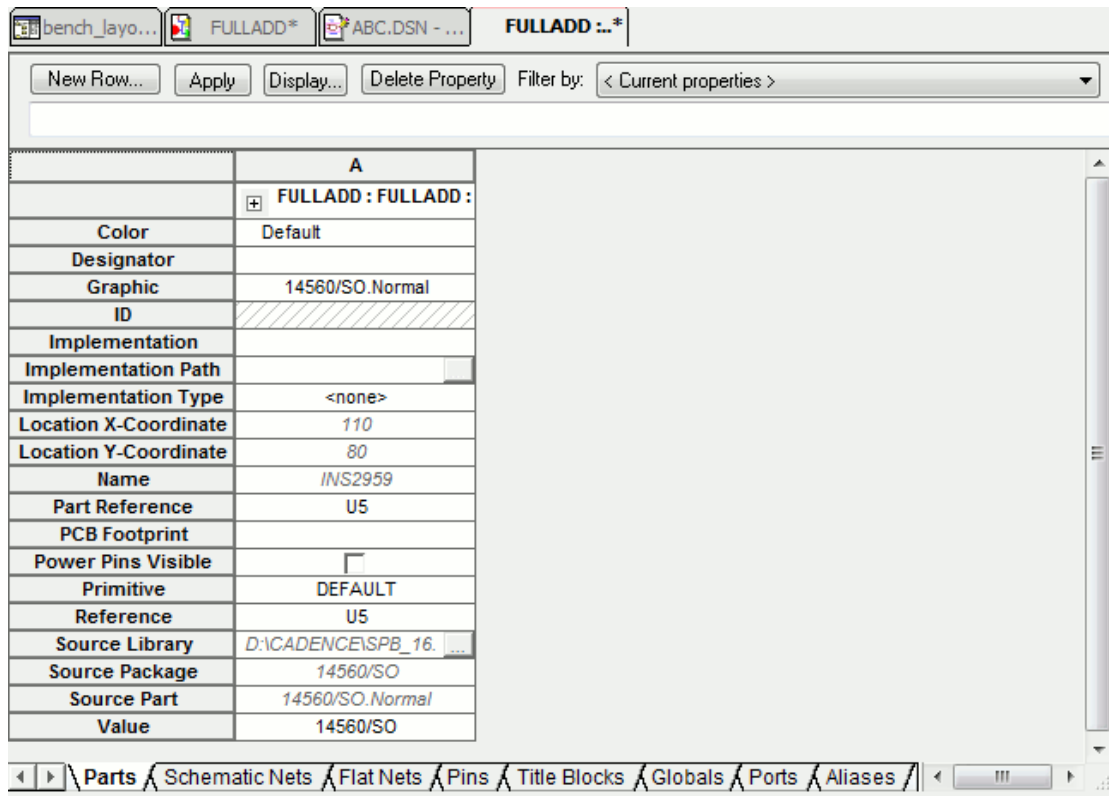 bench_layo... FULLADD* ABC.DSN - ... FULLADD :..*
New Row... Apply Display... Delete Property Filter by: < Current properties >
A
FULLADD : FULLADD :
Color Default
Designator
Graphic 14560/SO.Normal
ID
Implementation
Implementation Path
Implementation Type <none>
Location X-Coordinate 110
Location Y-Coordinate 80
Name INS2959
Part Reference U5
PCB Footprint
Power Pins Visible
Primitive DEFAULT
Reference U5
Source Library D:\CADENCE\SPB_16. ...
Source Package 14560/SO
Source Part 14560/SO.Normal
Value 14560/SO
Parts Schematic Nets Flat Nets Pins Title Blocks Globals Ports Aliases